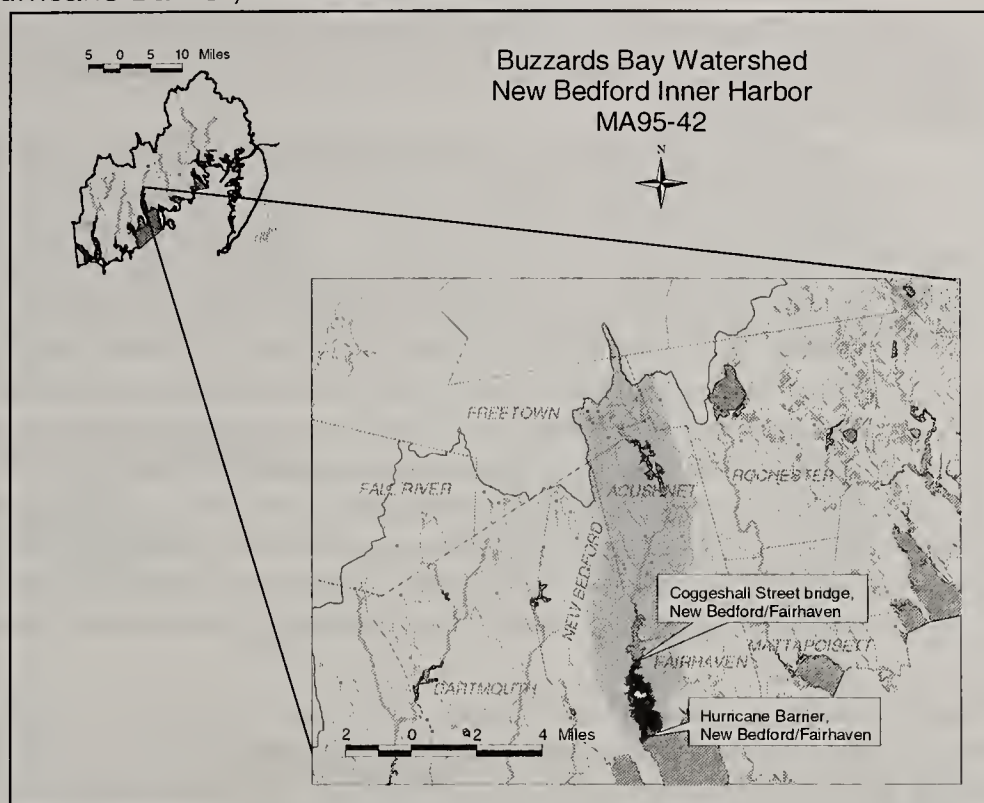 5 0 5 10 Miles
Buzzards Bay Watershed
New Bedford Inner Harbor
MA95-42
N
FREETOWN
FALL RIVER
ACUSHNET
ROCHESTER
NEW BEDFORD
Coggeshall Street bridge,
New Bedford/Fairhaven
MATTAPOISETT
FAIRHAVEN
DARTMOUTH
Hurricane Barrier,
New Bedford/Fairhaven
2 0 2 4 Miles